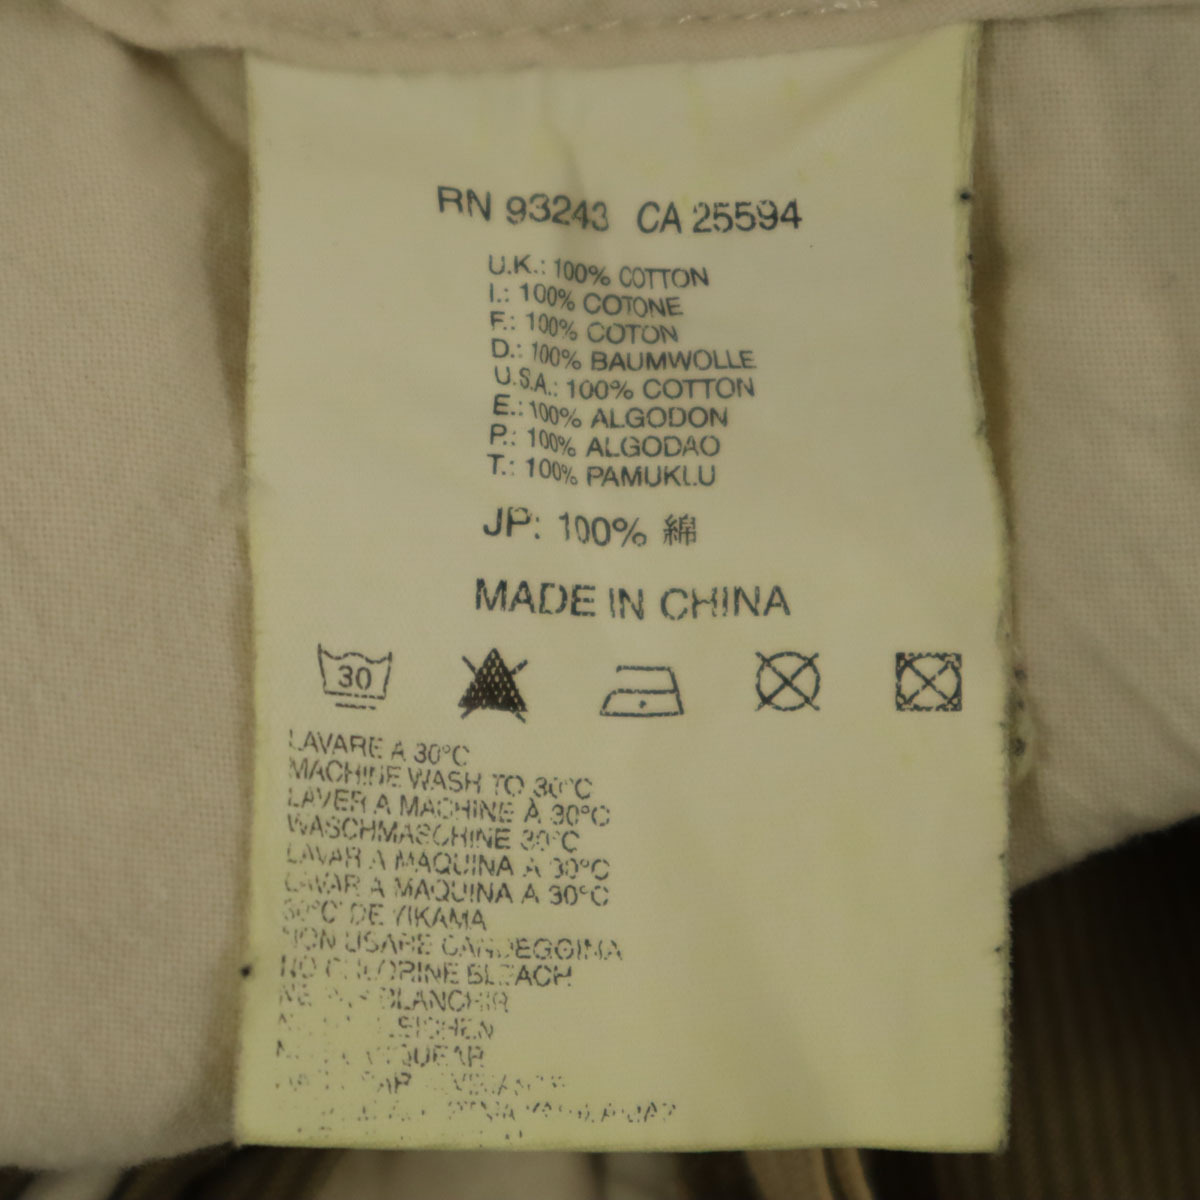 RN 93243 CA 25594
U.K.: 100% COTTON
I.: 100% COTONE
F.: 100% COTON
D.: 100% BAUMWOLLE
U.S.A.: 100% COTTON
E.: 100% ALGODON
P.: 100% ALGODAO
T.: 100% PAMUKLU
JP: 100% 綿
MADE IN CHINA
30
LAVARE A 30°C
MACHINE WASH TO 30°C
LAVER A MACHINE À 30°C
WASCHMASCHINE 30°C
LAVAR A MAQUINA A 30°C
LAVAR A MAQUINA A 30°C
30°C' DE YIKAMA
NON USARE CANDEGGINA
NO CHLORINE BLEACH
BLANCHIR